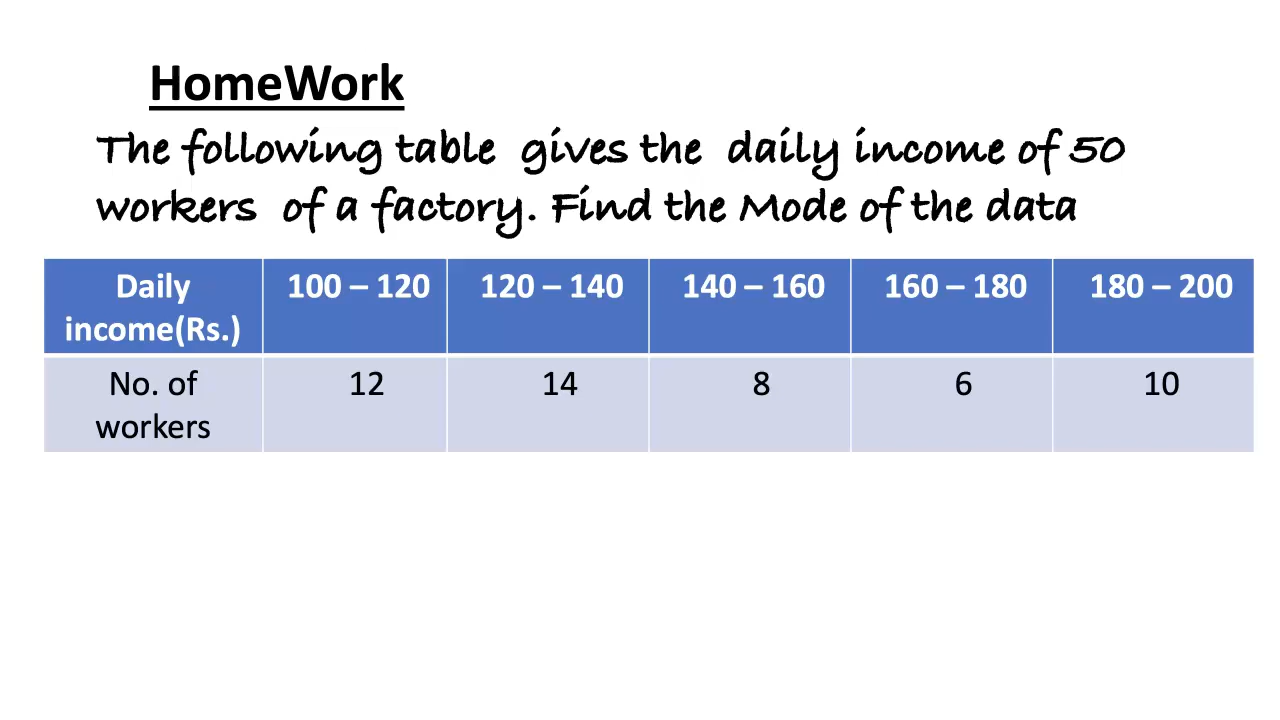 HomeWork
The following table gives the daily income of 50
workers of a factory. Find the Mode of the data
Daily income(Rs.) 100 – 120 120 – 140 140 – 160 160 – 180 180 – 200
No. of workers 12 14 8 6 10